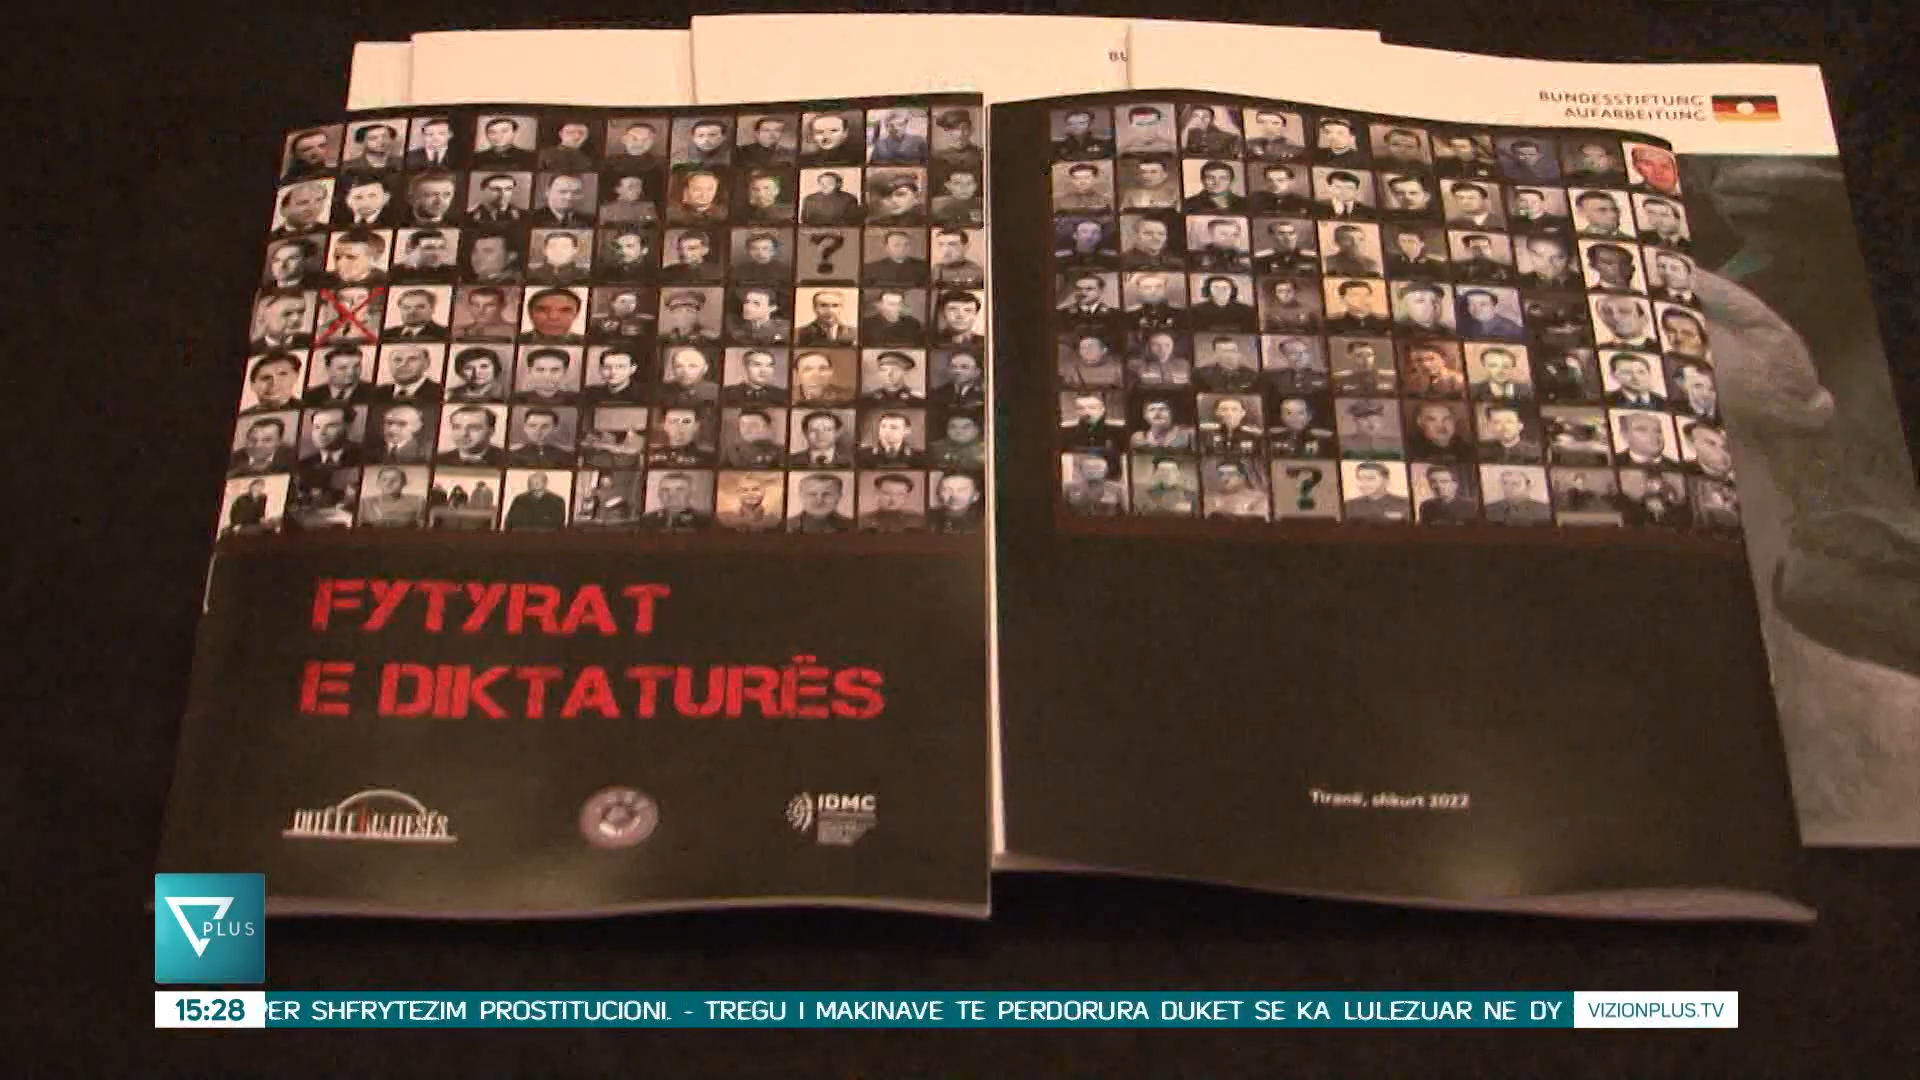 BU
BUNDESSTIFTUNG
AUFARBEITUNG
?
?
FYTYRAT
E DIKTATURËS
IDMC
Tiranë, shkurt 2022
PLUS
15:28
PER SHFRYTEZIM PROSTITUCIONI. - TREGU I MAKINAVE TE PERDORURA DUKET SE KA LULEZUAR NE DY
VIZIONPLUS.TV